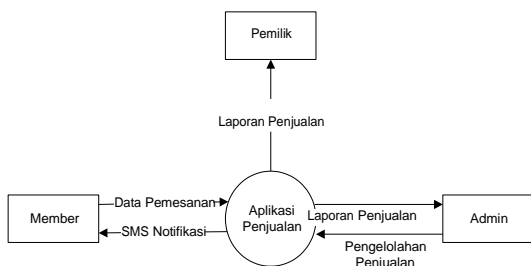 Pemilik
Laporan Penjualan
Member
Data Pemesanan
SMS Notifikasi
Aplikasi
Penjualan
Laporan Penjualan
Pengelolahan
Penjualan
Admin